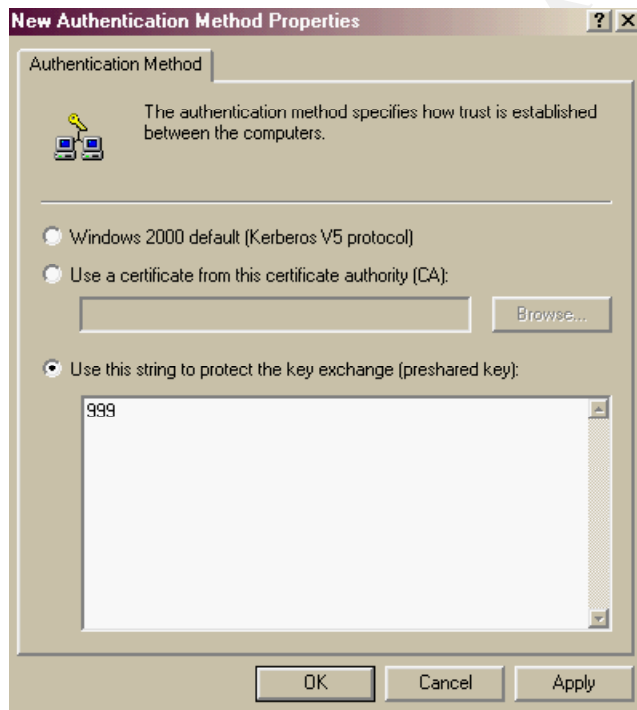 New Authentication Method Properties
Authentication Method
The authentication method specifies how trust is established
between the computers.
Windows 2000 default (Kerberos V5 protocol)
Use a certificate from this certificate authority (CA):
Browse...
Use this string to protect the key exchange (preshared key):
999
OK Cancel Apply